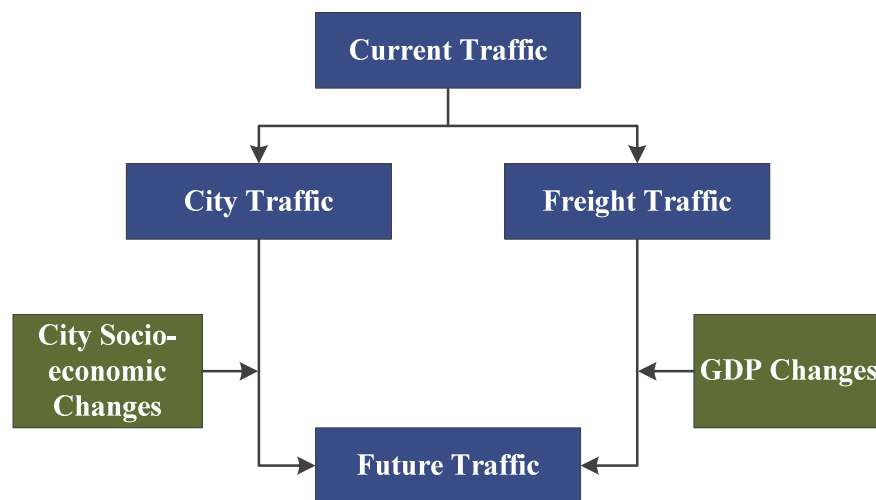 Current Traffic
City Traffic
Freight Traffic
City Socio-
economic
Changes
GDP Changes
Future Traffic